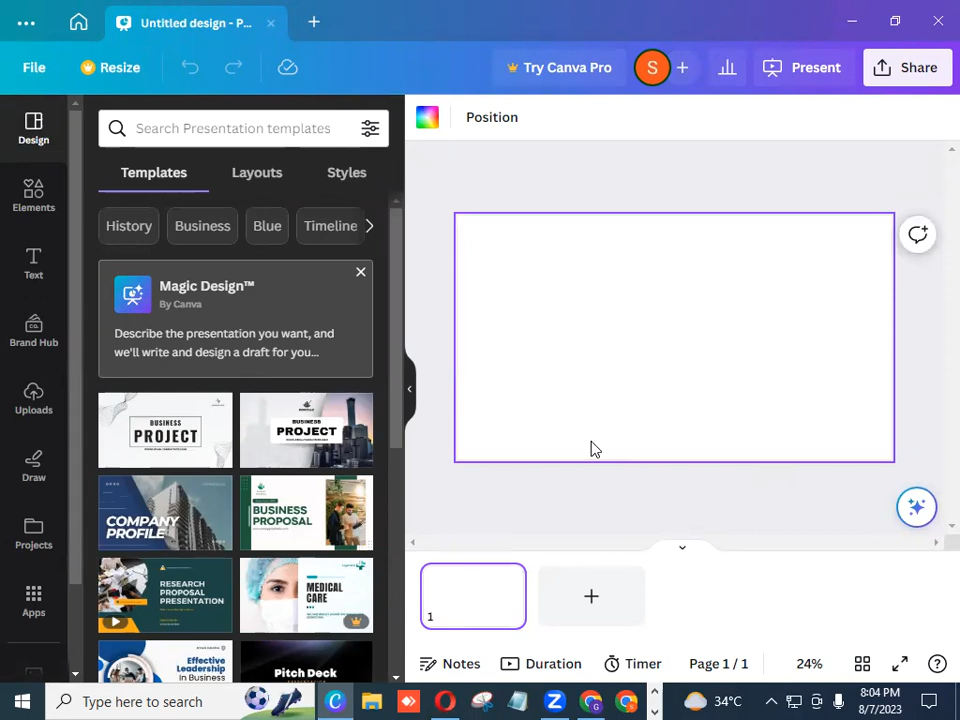 Untitled design - P...
File
Resize
Try Canva Pro
S
Present
Share
Design
Elements
Text
Brand Hub
CO.
Uploads
Draw
Projects
Apps
Search Presentation templates
Templates
Layouts
Styles
History
Business
Blue
Timeline
Magic Design™
By Canva
Describe the presentation you want, and
we'll write and design a draft for you...
BUSINESS
PROJECT
BUSINESS
PROJECT
COMPANY
PROFILE
BUSINESS
PROPOSAL
RESEARCH
PROPOSAL
PRESENTATION
MEDICAL
CARE
Effective
Leadership
In Business
Pitch Deck
Position
1
Notes
Duration
Timer
Page 1 / 1
24%
Type here to search
34°C
8:04 PM
8/7/2023